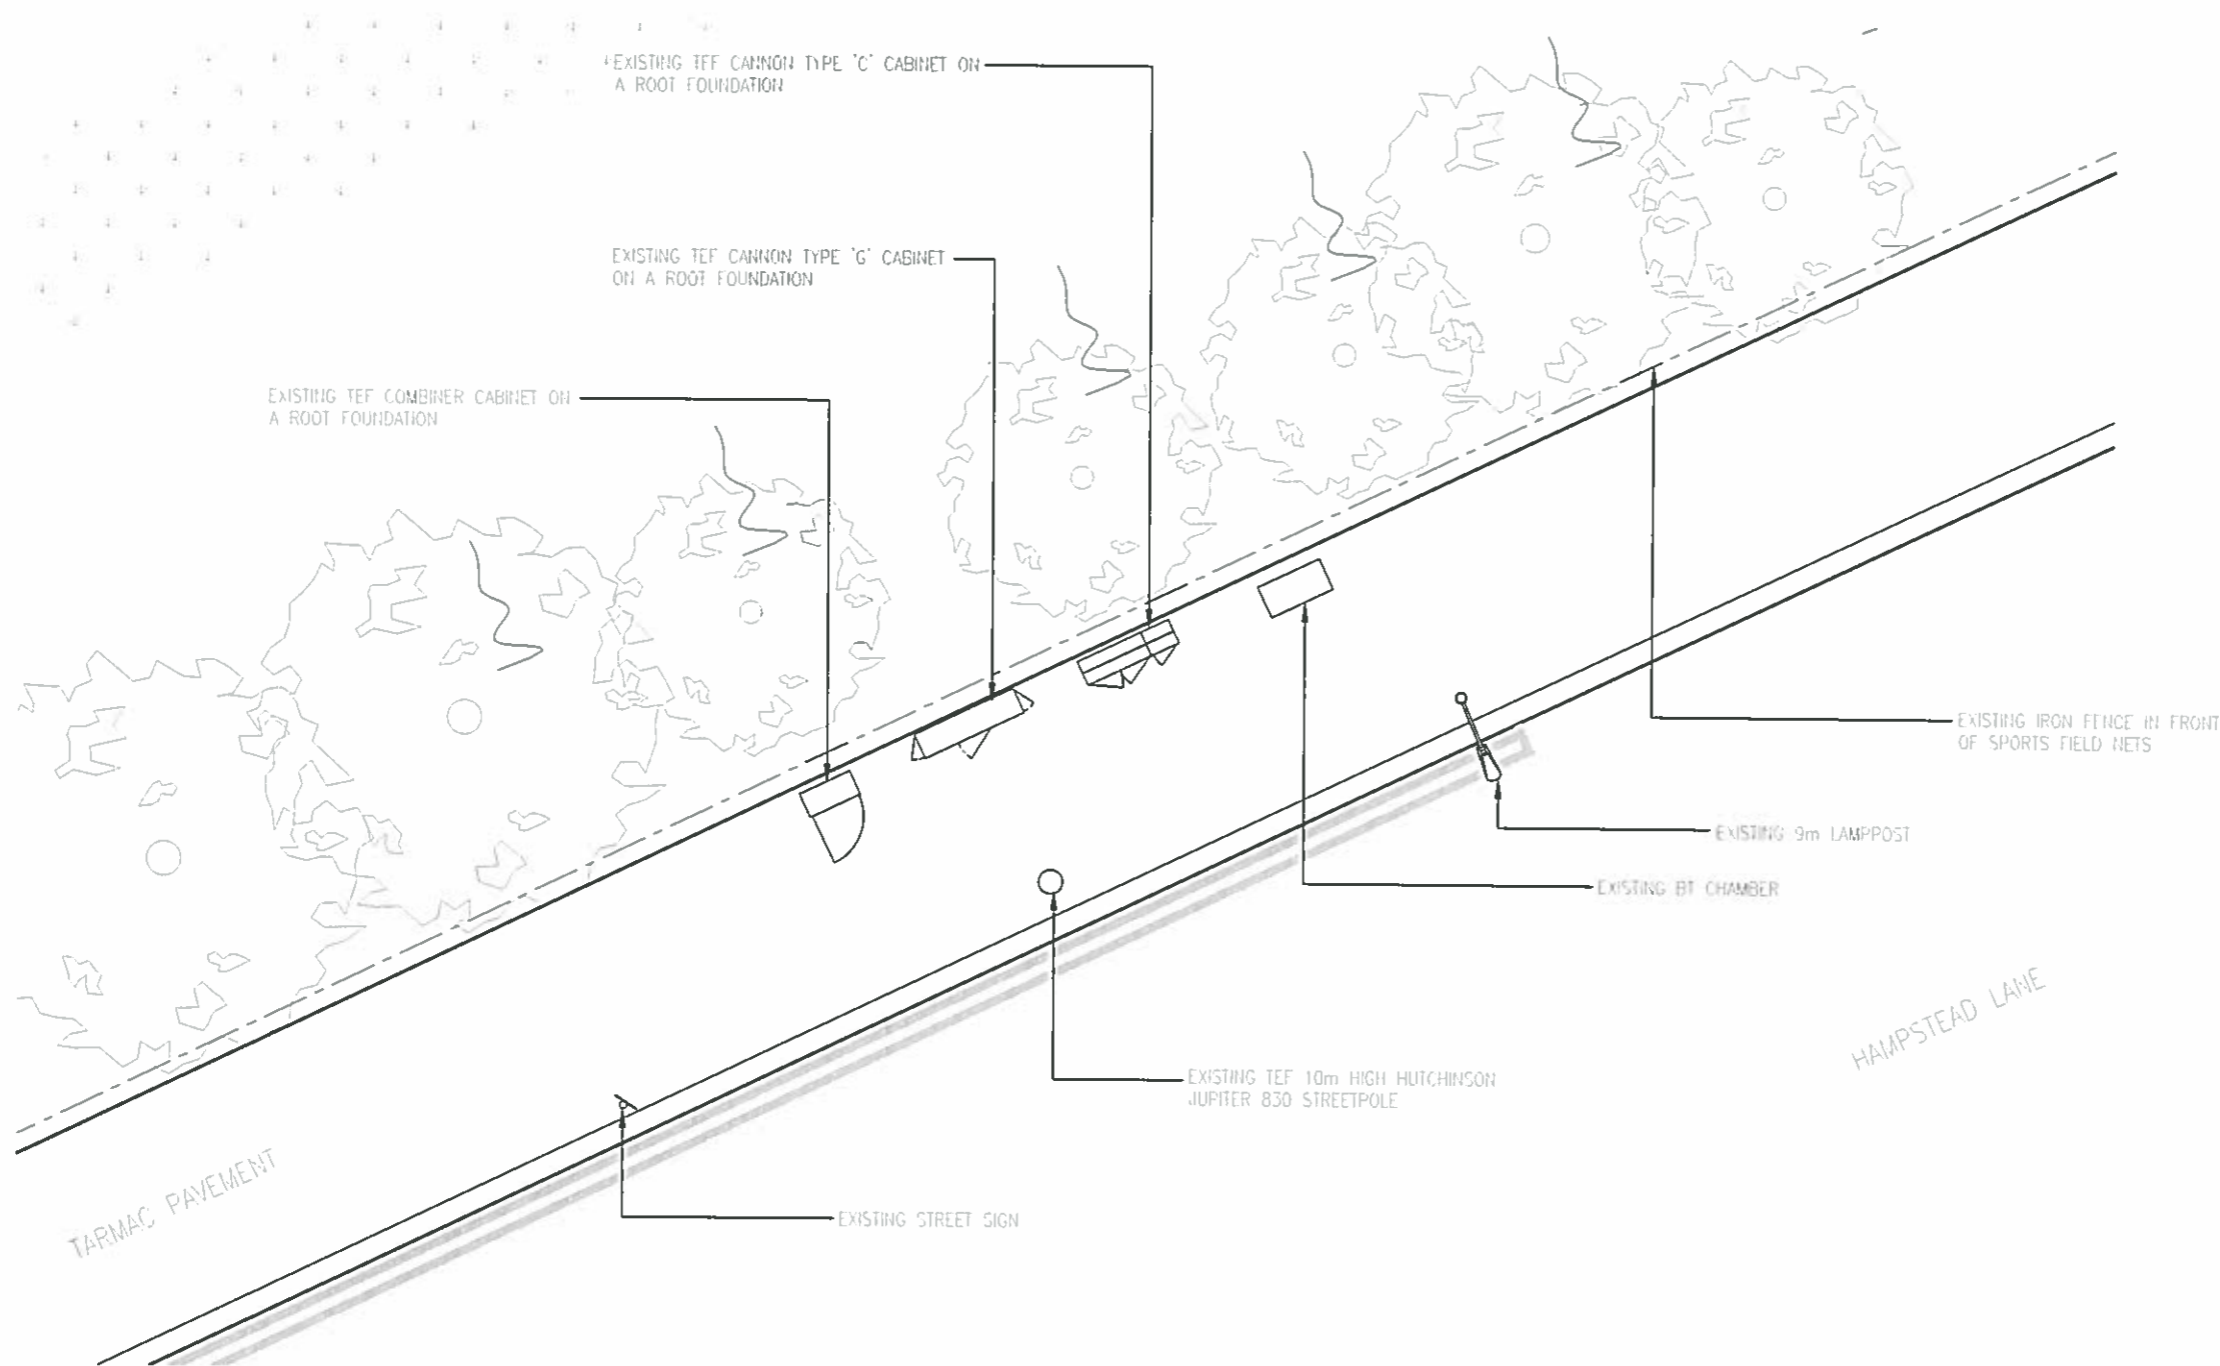 EXISTING TEF CANNON TYPE 'C' CABINET ON
A ROOT FOUNDATION
EXISTING TEF CANNON TYPE 'G' CABINET
ON A ROOT FOUNDATION
EXISTING TEF COMBINER CABINET ON
A ROOT FOUNDATION
EXISTING IRON FENCE IN FRONT
OF SPORTS FIELD NETS
EXISTING 9m LAMPPOST
EXISTING BT CHAMBER
HAMPSTEAD LANE
EXISTING TEF 10m HIGH HUTCHINSON
JUPITER 830 STREETPOLE
TARMAC PAVEMENT
EXISTING STREET SIGN